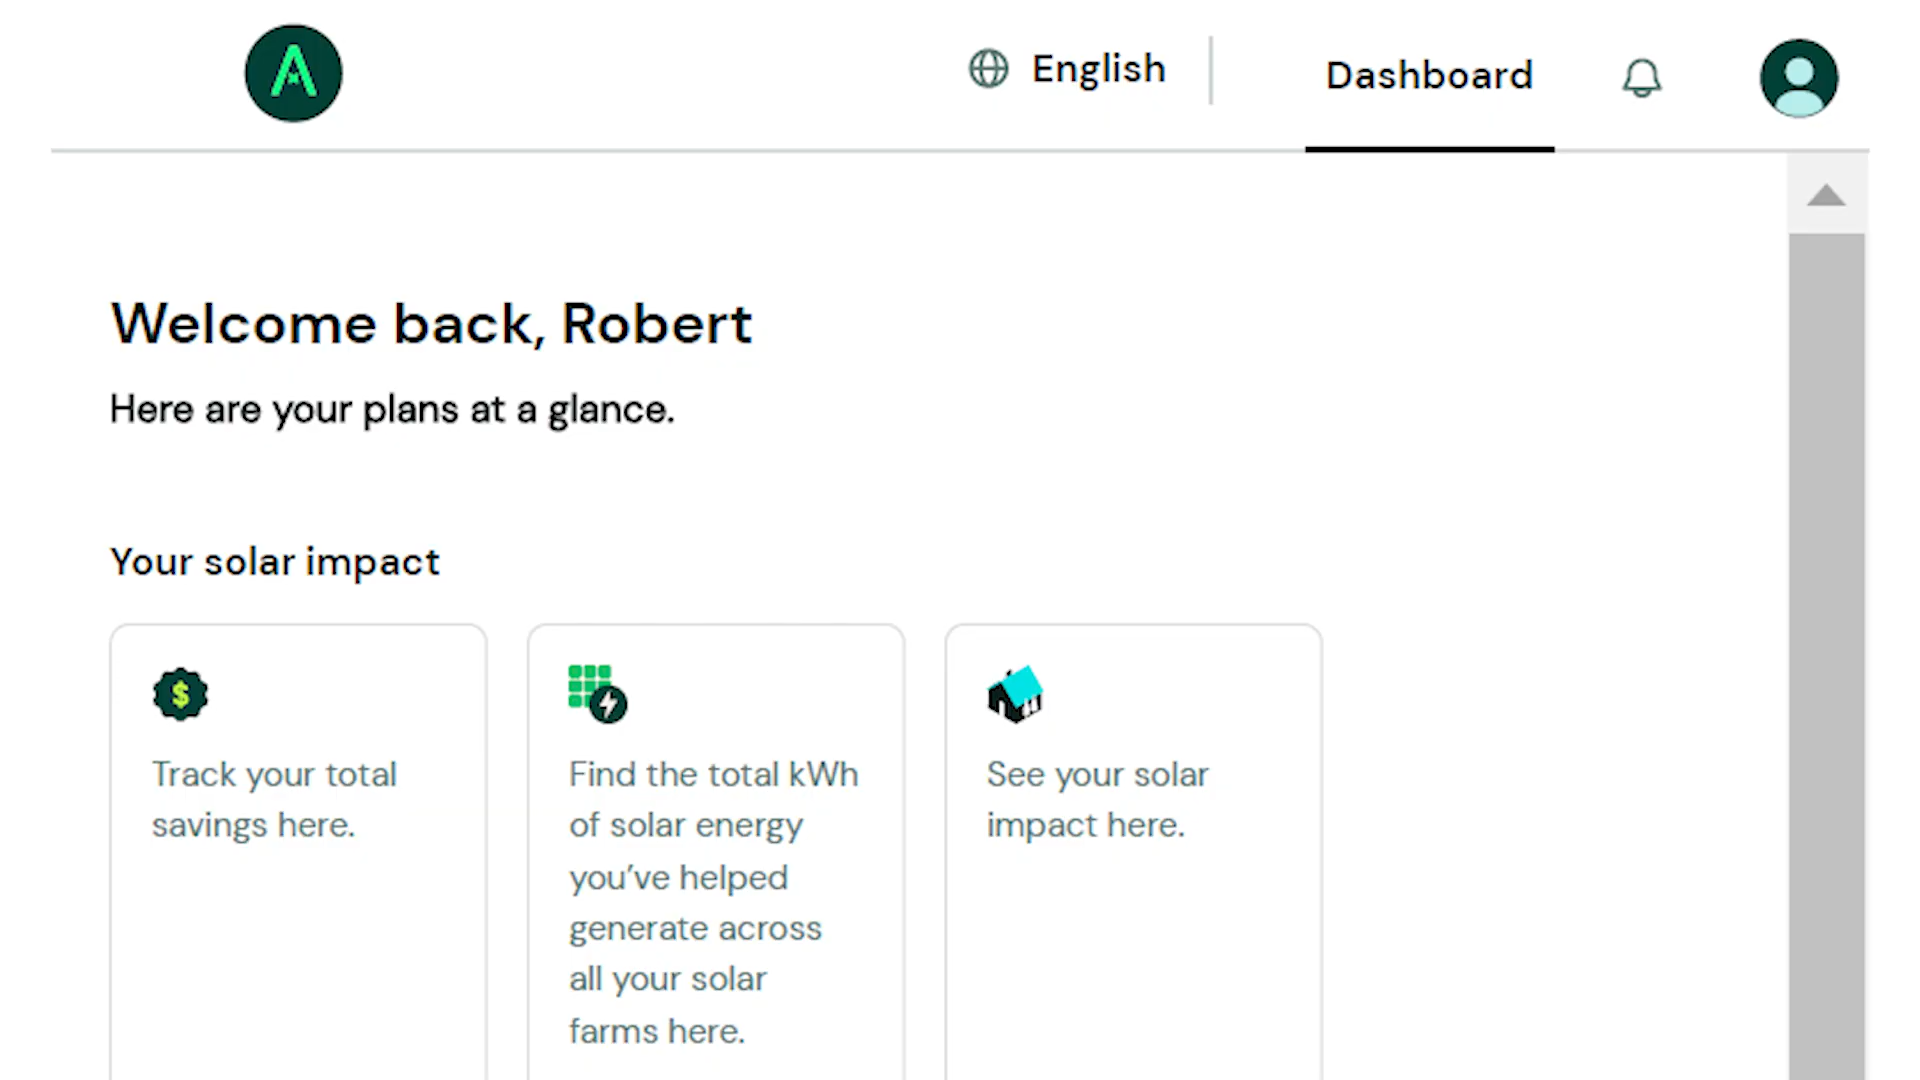 English
Dashboard
Welcome back, Robert
Here are your plans at a glance.
Your solar impact
Track your total
savings here.
Find the total kWh
of solar energy
you've helped
generate across
all your solar
farms here.
See your solar
impact here.